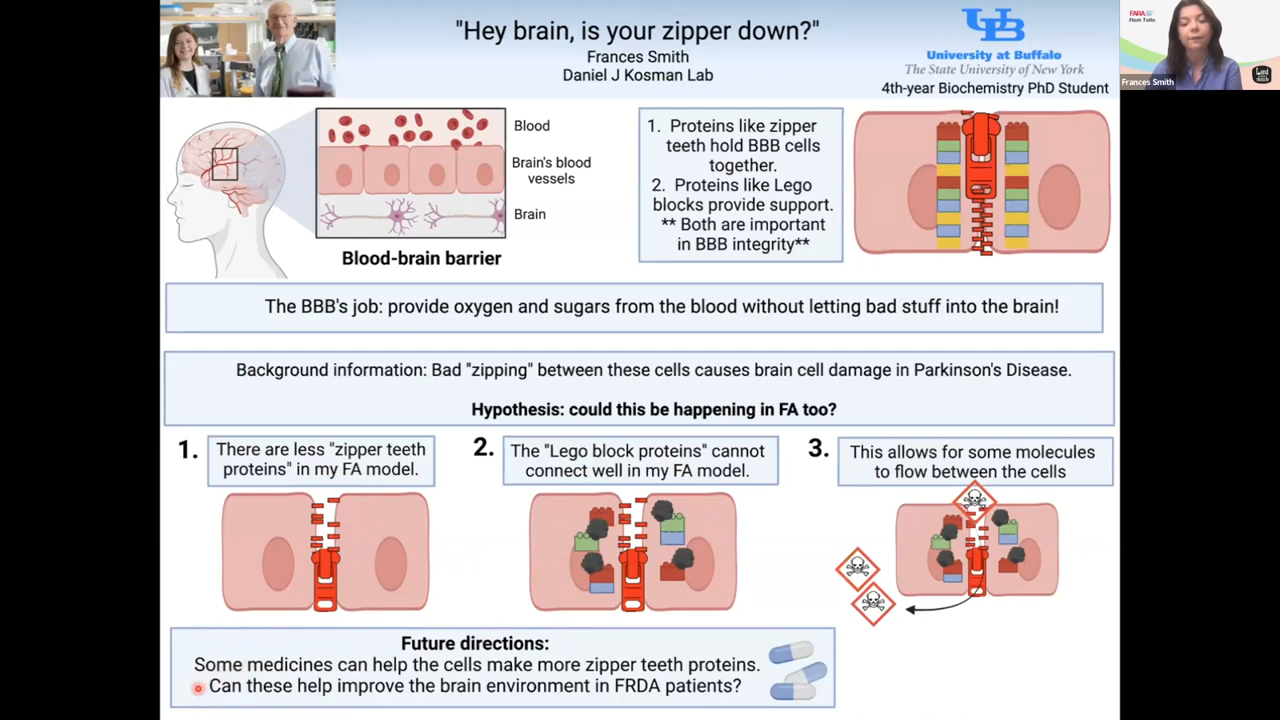 "Hey brain, is your zipper down?"
Frances Smith
Daniel J Kosman Lab
UB
University at Buffalo
The State University of New York
4th-year Biochemistry PhD Student
FARA
Flash Talks
Frances Smith
Blood
Brain's blood
vessels
Brain
Blood-brain barrier
1. Proteins like zipper
teeth hold BBB cells
together.
2. Proteins like Lego
blocks provide support.
** Both are important
in BBB integrity**
The BBB's job: provide oxygen and sugars from the blood without letting bad stuff into the brain!
Background information: Bad "zipping" between these cells causes brain cell damage in Parkinson's Disease.
Hypothesis: could this be happening in FA too?
1.
There are less "zipper teeth
proteins" in my FA model.
2.
The "Lego block proteins" cannot
connect well in my FA model.
3.
This allows for some molecules
to flow between the cells
Future directions:
Some medicines can help the cells make more zipper teeth proteins.
Can these help improve the brain environment in FRDA patients?